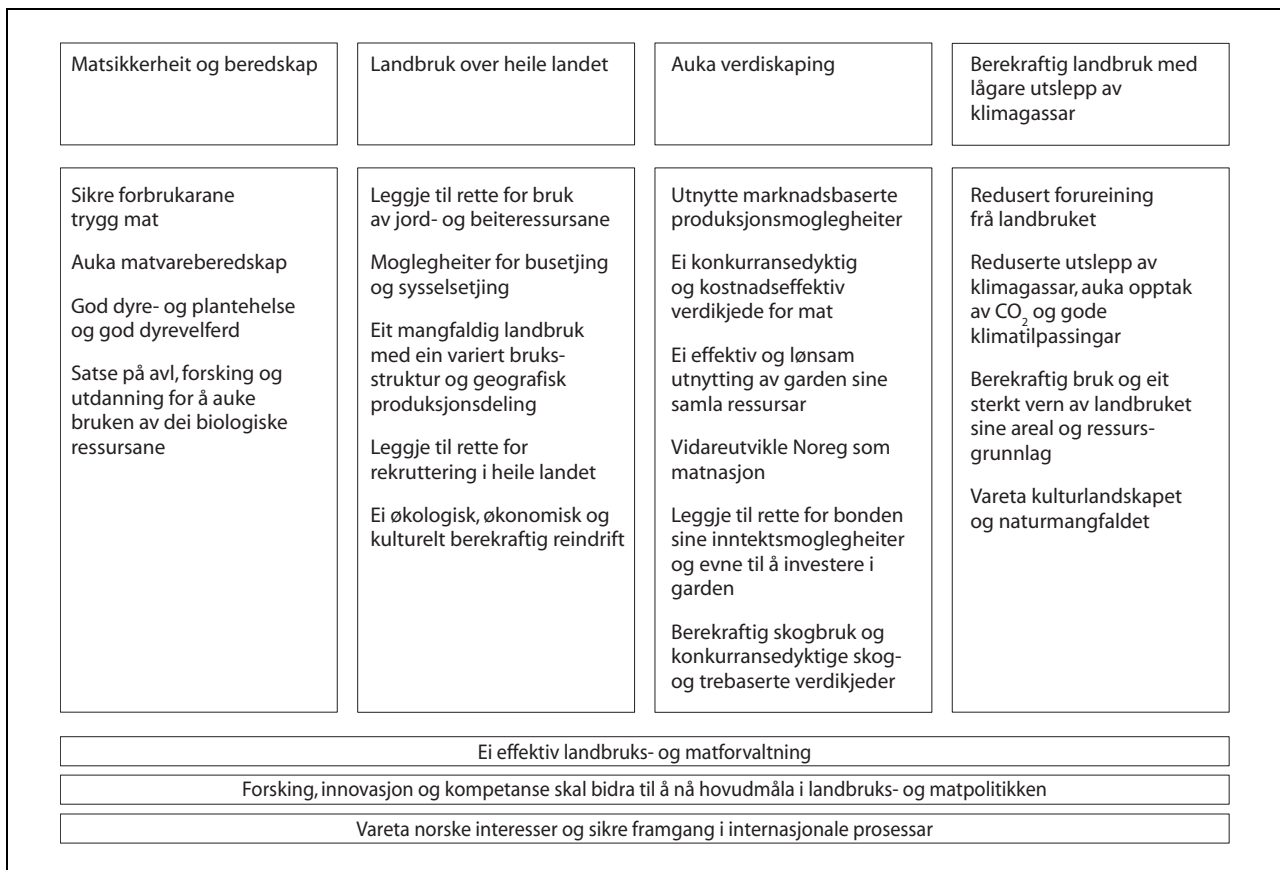 Matsikkerheit og beredskap
Landbruk over heile landet
Auka verdiskaping
Berekraftig landbruk med
lågare utslepp av
klimagassar
Sikre forbrukarane
trygg mat
Auka matvareberedskap
God dyre- og plantehelse
og god dyrevelferd
Satse på avl, forsking og
utdanning for å auke
bruken av dei biologiske
ressursane
Leggje til rette for bruk
av jord- og beiteressursane
Moglegheiter for busetjing
og sysselsetjing
Eit mangfaldig landbruk
med ein variert bruks-
struktur og geografisk
produksjonsdeling
Leggje til rette for
rekruttering i heile landet
Ei økologisk, økonomisk og
kulturelt berekraftig reindrift
Utnytte marknadsbaserte
produksjonsmoglegheiter
Ei konkurransedyktig
og kostnadseffektiv
verdikjede for mat
Ei effektiv og lønsam
utnytting av garden sine
samla ressursar
Vidareutvikle Noreg som
matnasjon
Leggje til rette for bonden
sine inntektsmoglegheiter
og evne til å investere i
garden
Berekraftig skogbruk og
konkurransedyktige skog-
og trebaserte verdikjeder
Redusert forureining
frå landbruket
Reduserte utslepp av
klimagassar, auka opptak
av CO₂ og gode
klimatilpassingar
Berekraftig bruk og eit
sterkt vern av landbruket
sine areal og ressurs-
grunnlag
Vareta kulturlandskapet
og naturmangfaldet
Ei effektiv landbruks- og matforvaltning
Forsking, innovasjon og kompetanse skal bidra til å nå hovudmåla i landbruks- og matpolitikken
Vareta norske interesser og sikre framgang i internasjonale prosessar